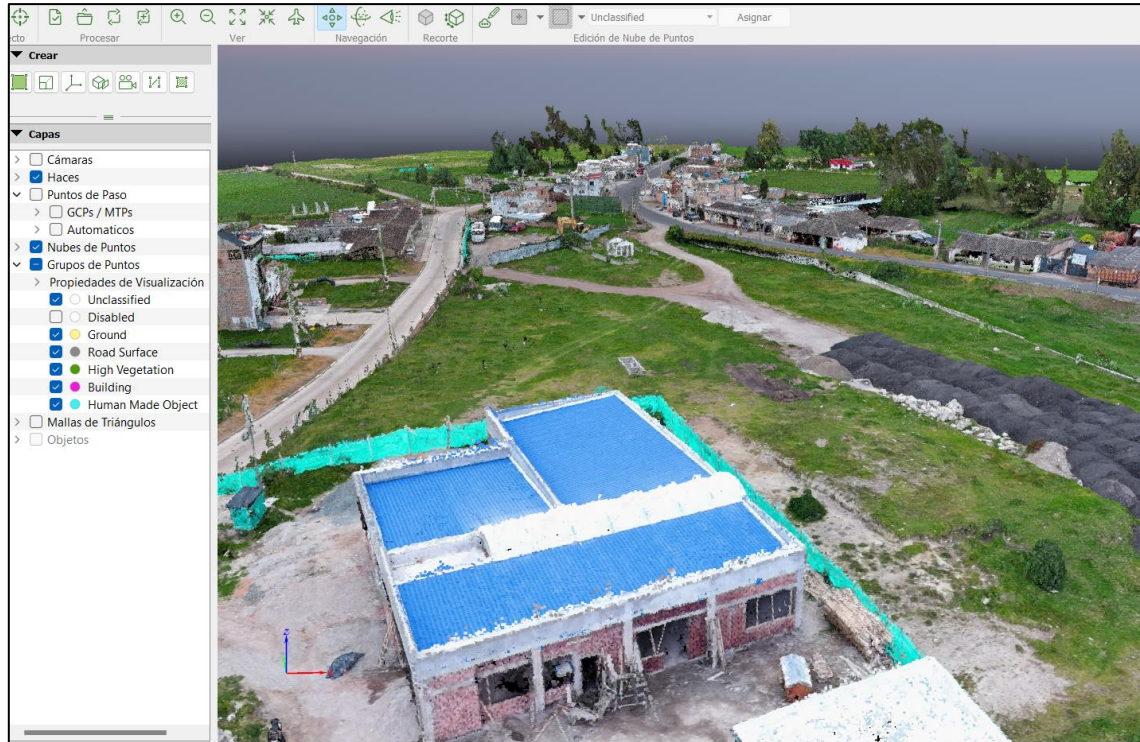 Unclassified
Asignar
ecto
Procesar
Ver
Navegación
Recorte
Edición de Nube de Puntos
Crear
Capas
Cámaras
Haces
Puntos de Paso
GCPs / MTPs
Automaticos
Nubes de Puntos
Grupos de Puntos
Propiedades de Visualización
Unclassified
Disabled
Ground
Road Surface
High Vegetation
Building
Human Made Object
Mallas de Triángulos
Objetos